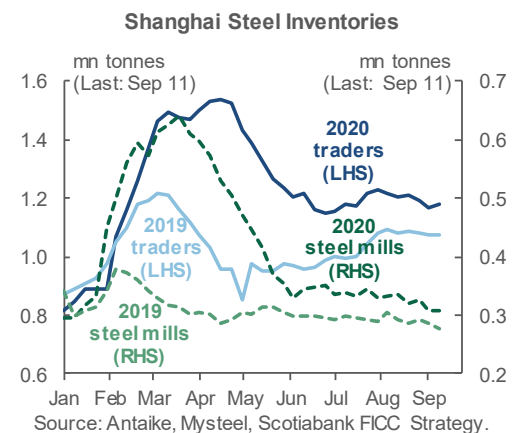 Shanghai Steel Inventories
mn tonnes
(Last: Sep 11)
mn tonnes
(Last: Sep 11)
1.6
1.4
1.2
1.0
0.8
0.6
0.7
0.6
0.5
0.4
0.3
0.2
2020
traders
(LHS)
2019
traders
(LHS)
2020
steel mills
(RHS)
2019
steel mills
(RHS)
Jan Feb Mar Apr May Jun Jul Aug Sep
Source: Antaike, Mysteel, Scotiabank FICC Strategy.